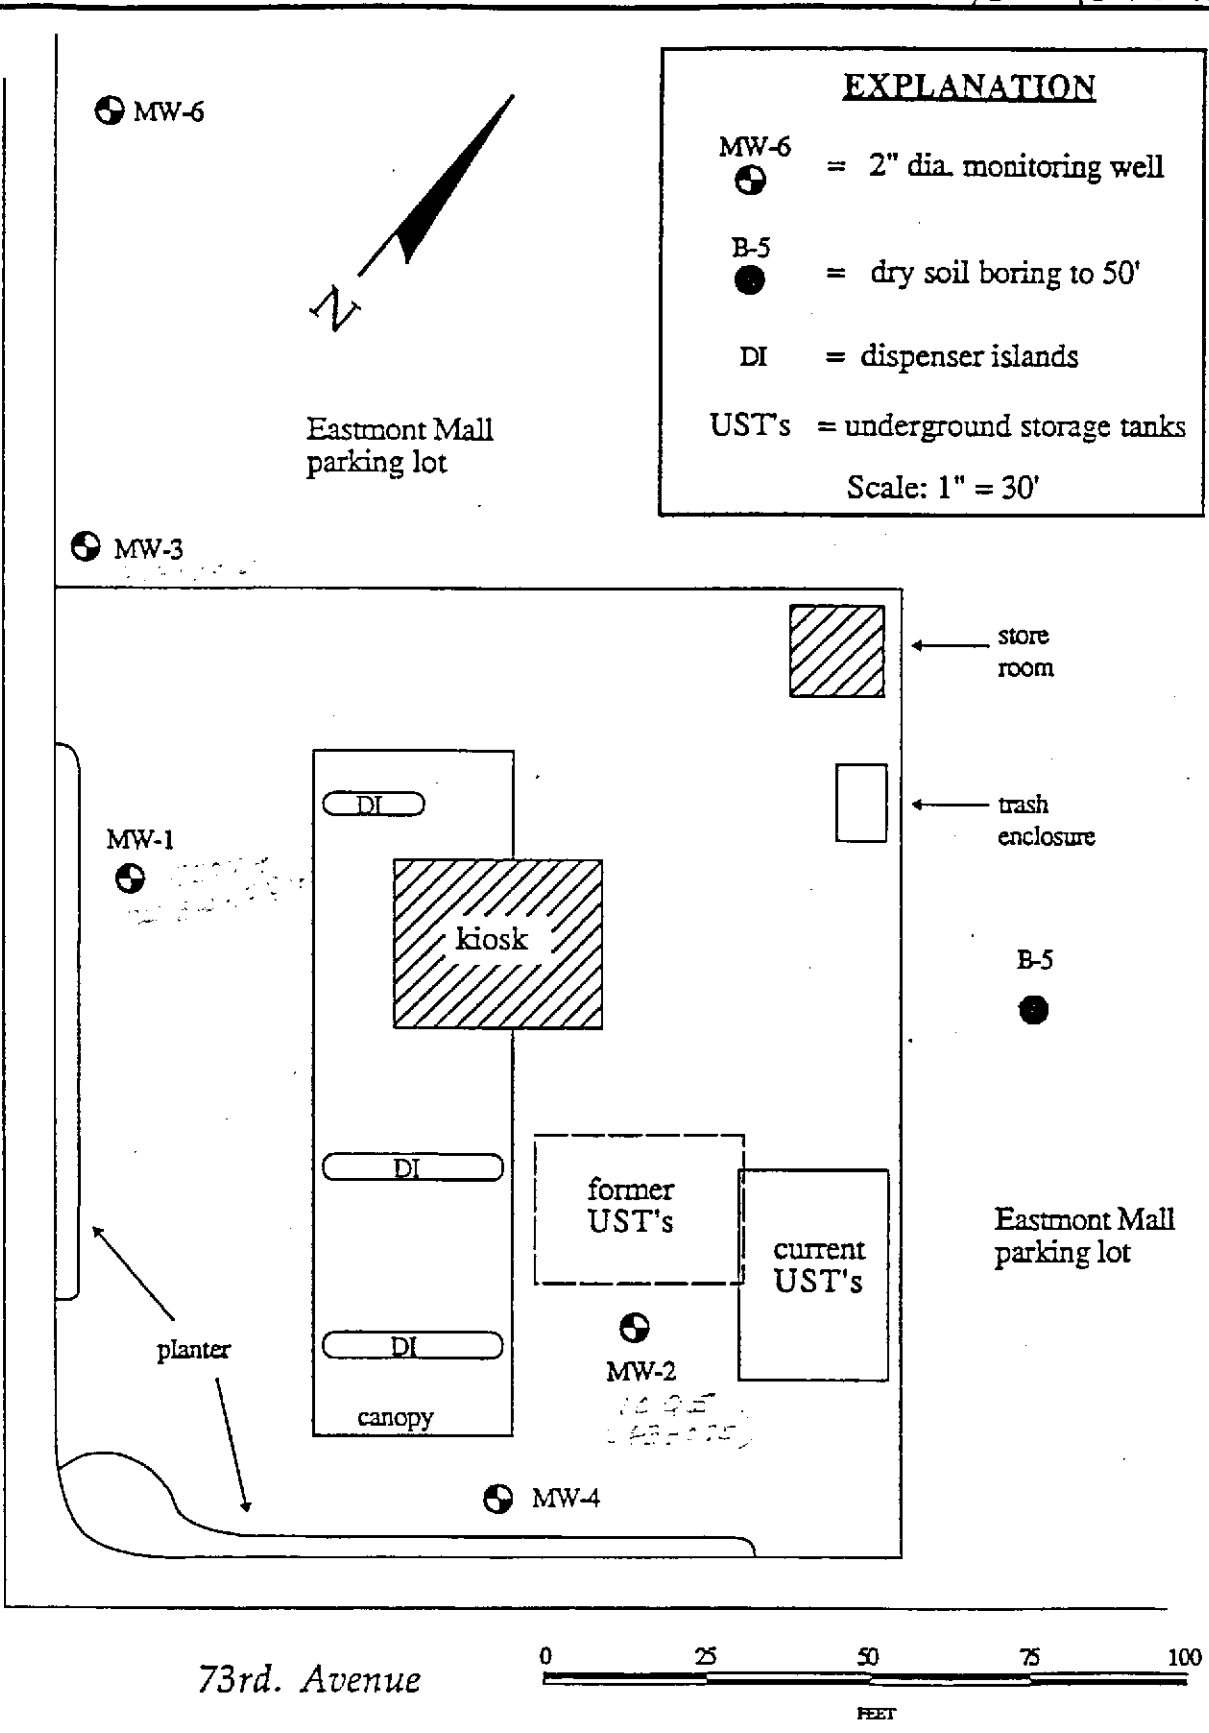 EXPLANATION
MW-6
= 2" dia. monitoring well
B-5
= dry soil boring to 50'
DI = dispenser islands
UST's = underground storage tanks
Scale: 1" = 30'
MW-6
N
Eastmont Mall
parking lot
MW-3
store
room
DI
trash
enclosure
MW-1
kiosk
B-5
DI
former
UST's
current
UST's
Eastmont Mall
parking lot
planter
DI
MW-2
canopy
MW-4
73rd. Avenue
0 25 50 75 100
FEET